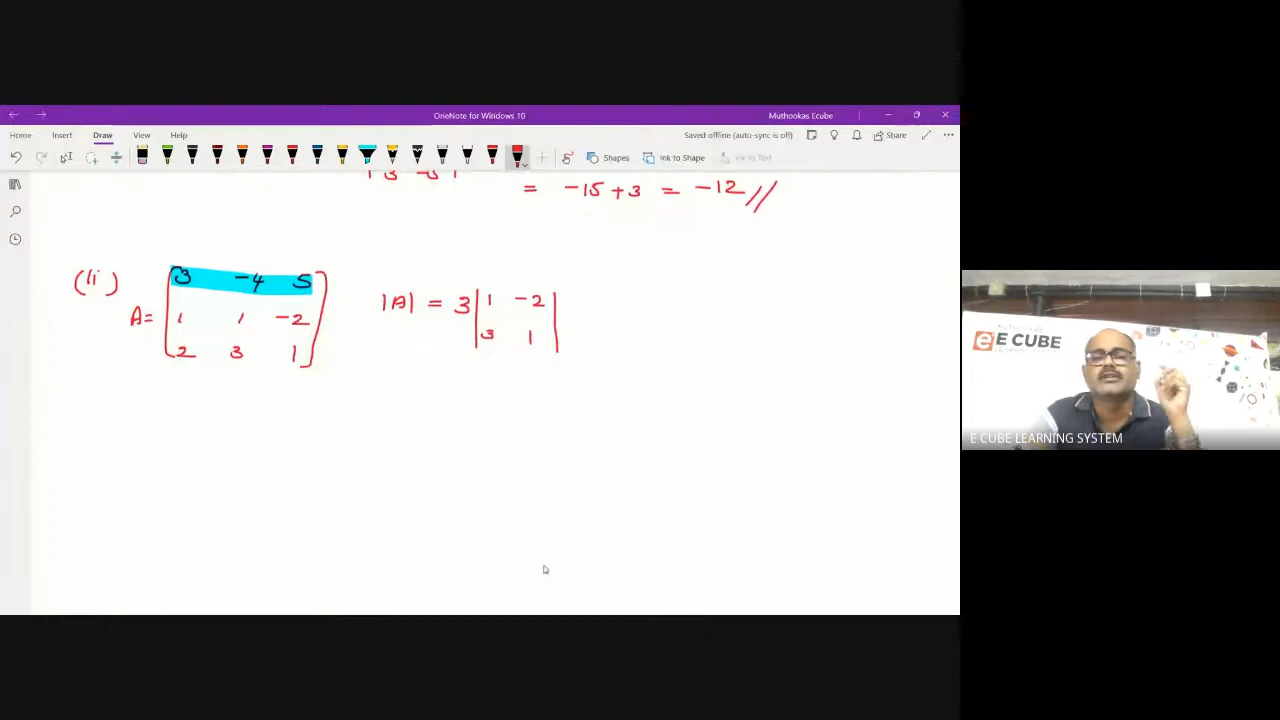 OneNote for Windows 10
Muthookas Ecube
Home Insert Draw View Help
Saved offline (auto-sync is off)
Share
Shapes
Ink to Shape
Ink to Text
= -15 + 3 = -12 //
(ii)
A = [3 -4 5
1 1 -2
2 3 1]
|A| = 3 | 1 -2
3 1 |
e E CUBE
E CUBE LEARNING SYSTEM